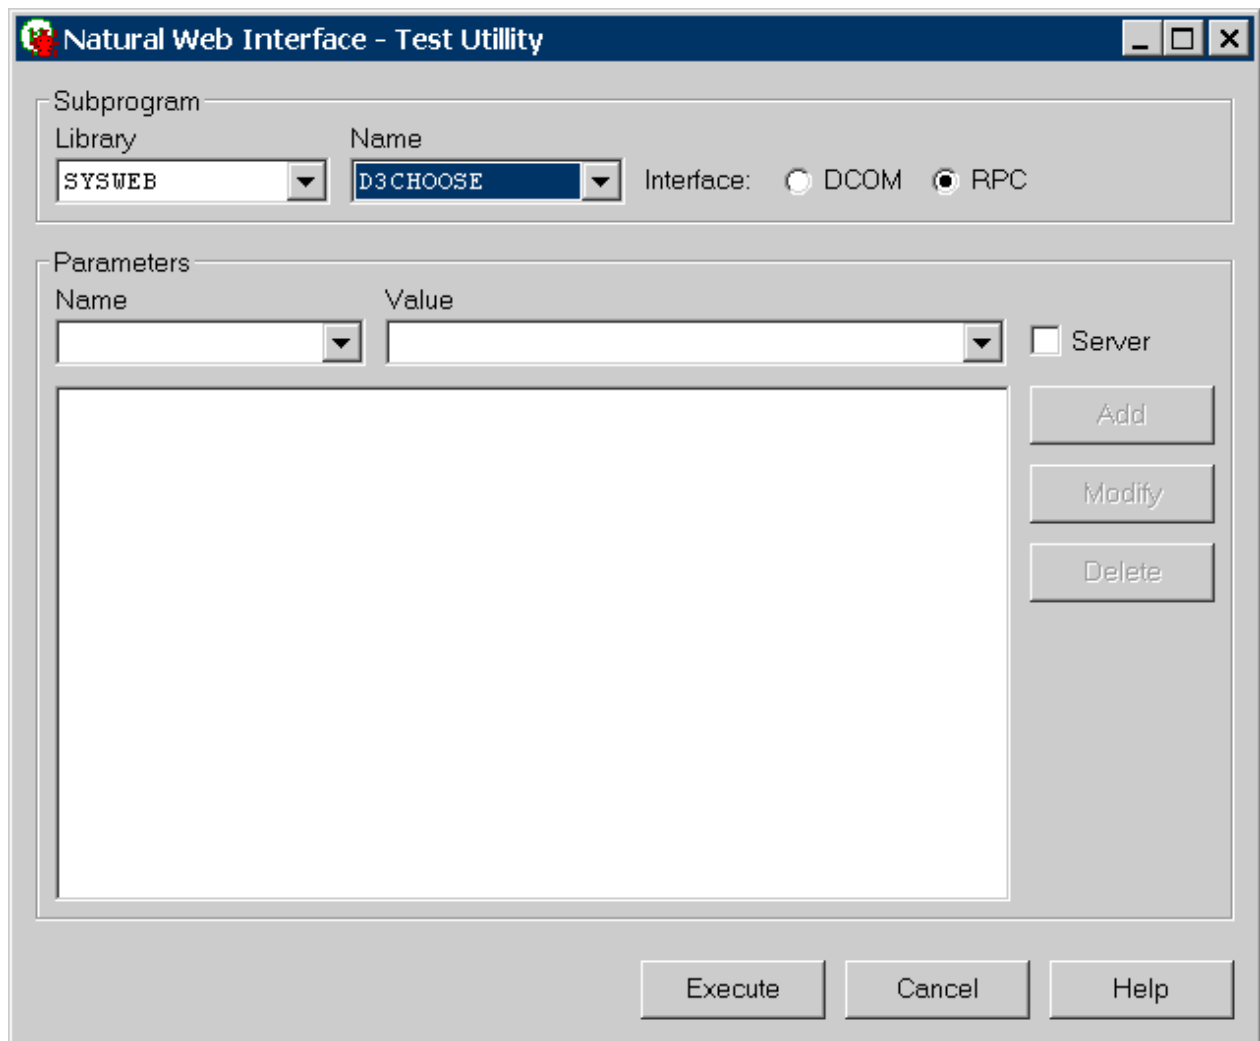 Natural Web Interface - Test Utillity
Subprogram
Library Name
SYSWEB D3CHOOSE Interface: DCOM RPC
Parameters
Name Value
Server
Add
Modify
Delete
Execute Cancel Help